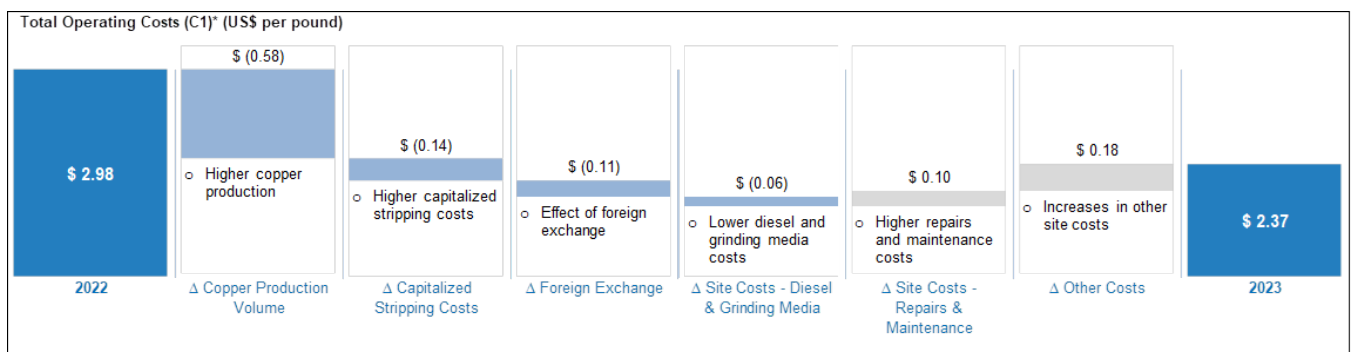 Total Operating Costs (C1)* (US$ per pound)
$ 2.98
2022
$ (0.58)
o Higher copper
production
Δ Copper Production
Volume
$ (0.14)
o Higher capitalized
stripping costs
Δ Capitalized
Stripping Costs
$ (0.11)
o Effect of foreign
exchange
Δ Foreign Exchange
$ (0.06)
o Lower diesel and
grinding media
costs
Δ Site Costs - Diesel
& Grinding Media
$ 0.10
o Higher repairs
and maintenance
costs
Δ Site Costs -
Repairs &
Maintenance
$ 0.18
o Increases in other
site costs
Δ Other Costs
$ 2.37
2023